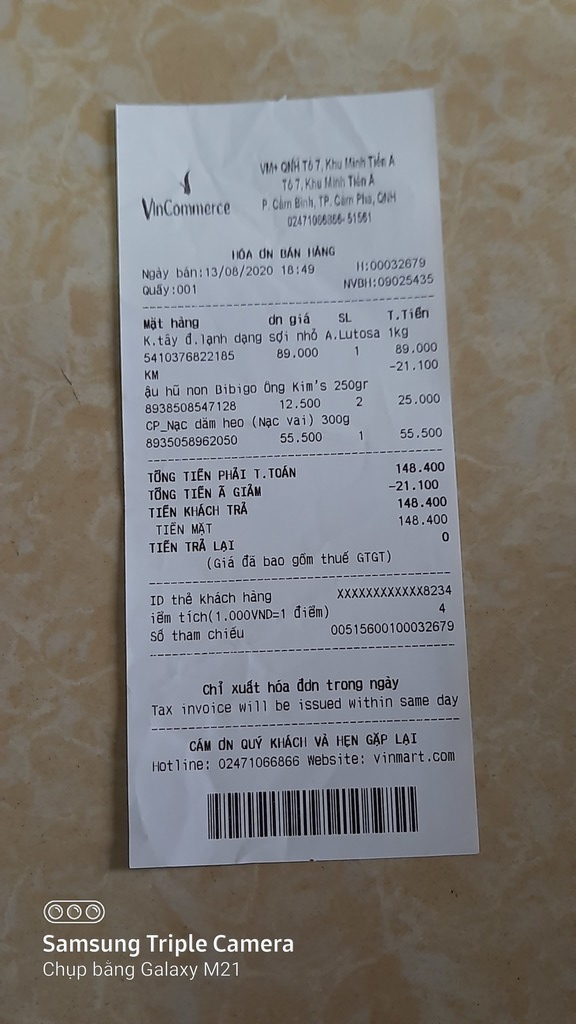 VinCommerce
VM+ QNH Tổ 7, Khu Minh Tiến A
Tổ 7, Khu Minh Tiến A
P. Cẩm Bình, TP. Cẩm Phả, QNH
02471066866-51561
HÓA ƠN BÁN HÀNG
Ngày bán:13/08/2020 18:49 H:00032679
Quầy:001 NVBH:09025435
Mặt hàng ơn giá SL T.Tiền
K.tây đ.lạnh dạng sợi nhỏ A.Lutosa 1kg
5410376822185 89.000 1 89.000
KM -21.100
ậu hũ non Bibigo Ông Kim's 250gr
8938508547128 12.500 2 25.000
CP_Nạc dăm heo (Nạc vai) 300g
8935058962050 55.500 1 55.500
TỔNG TIỀN PHẢI T.TOÁN 148.400
TỔNG TIỀN Ã GIẢM -21.100
TIỀN KHÁCH TRẢ 148.400
TIỀN MẶT 148.400
TIỀN TRẢ LẠI 0
(Giá đã bao gồm thuế GTGT)
ID thẻ khách hàng XXXXXXXXXXXX8234
iểm tích(1.000VND=1 điểm) 4
Số tham chiếu 00515600100032679
Chỉ xuất hóa đơn trong ngày
Tax invoice will be issued within same day
CẢM ƠN QUÝ KHÁCH VÀ HẸN GẶP LẠI
Hotline: 02471066866 Website: vinmart.com
Samsung Triple Camera
Chụp bằng Galaxy M21